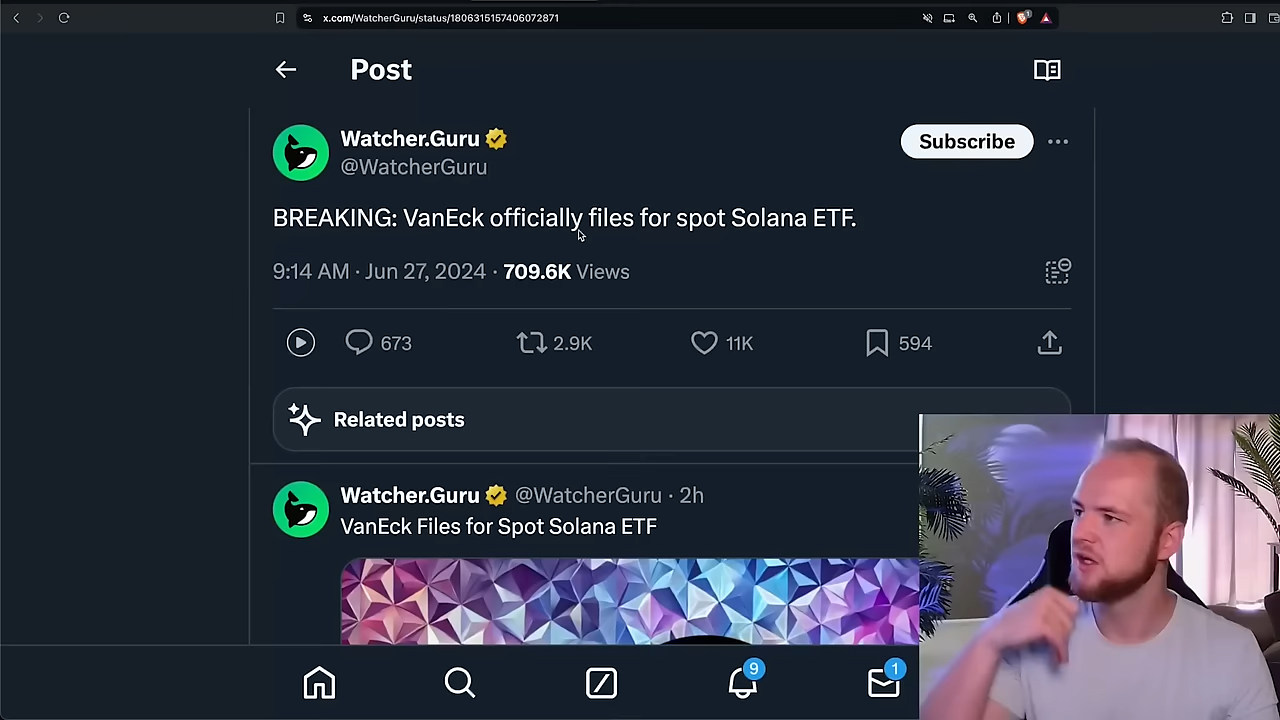 x.com/WatcherGuru/status/1806315157406072871
1
Post
Watcher.Guru
Subscribe
@WatcherGuru
BREAKING: VanEck officially files for spot Solana ETF.
9:14 AM · Jun 27, 2024 · 709.6K Views
673
2.9K
11K
594
Related posts
Watcher.Guru @WatcherGuru · 2h
VanEck Files for Spot Solana ETF
9
1